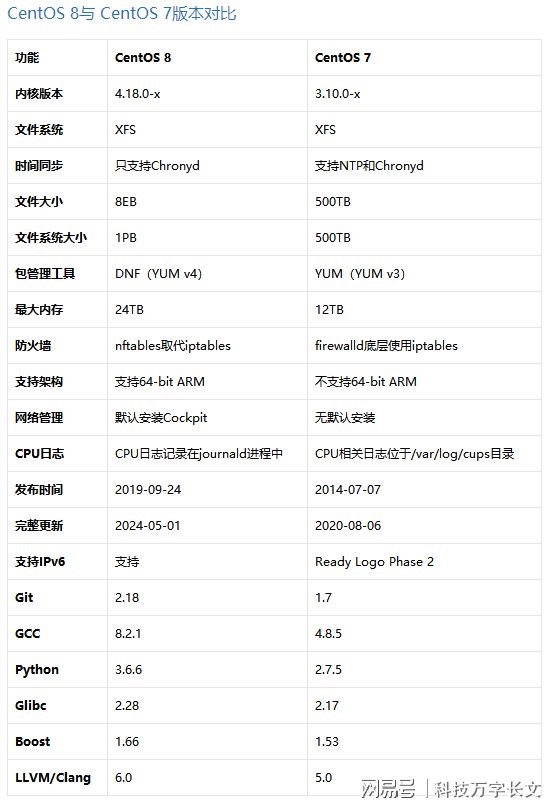 CentOS 8与 CentOS 7版本对比
功能 CentOS 8 CentOS 7
内核版本 4.18.0-x 3.10.0-x
文件系统 XFS XFS
时间同步 只支持Chronyd 支持NTP和Chronyd
文件大小 8EB 500TB
文件系统大小 1PB 500TB
包管理工具 DNF（YUM v4） YUM（YUM v3）
最大内存 24TB 12TB
防火墙 nftables取代iptables firewalld底层使用iptables
支持架构 支持64-bit ARM 不支持64-bit ARM
网络管理 默认安装Cockpit 无默认安装
CPU日志 CPU日志记录在journald进程中 CPU相关日志位于/var/log/cups目录
发布时间 2019-09-24 2014-07-07
完整更新 2024-05-01 2020-08-06
支持IPv6 支持 Ready Logo Phase 2
Git 2.18 1.7
GCC 8.2.1 4.8.5
Python 3.6.6 2.7.5
Glibc 2.28 2.17
Boost 1.66 1.53
LLVM/Clang 6.0 5.0
网易号 | 科技万字长文